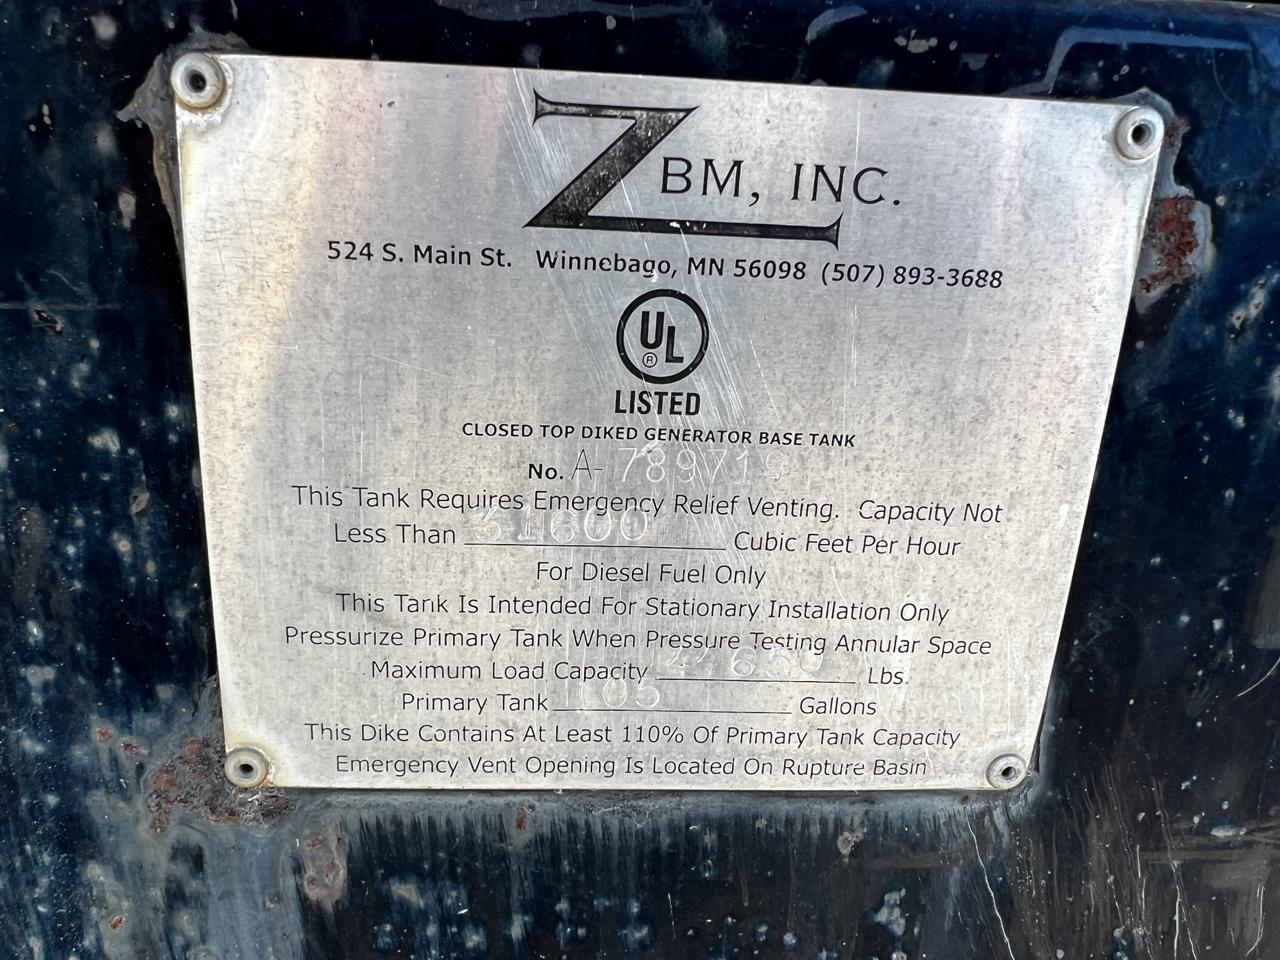 ZBM, INC.
524 S. Main St. Winnebago, MN 56098 (507) 893-3688
UL
®
LISTED
CLOSED TOP DIKED GENERATOR BASE TANK
No. A-789719
This Tank Requires Emergency Relief Venting. Capacity Not
Less Than 31600 Cubic Feet Per Hour
For Diesel Fuel Only
This Tank Is Intended For Stationary Installation Only
Pressurize Primary Tank When Pressure Testing Annular Space
Maximum Load Capacity Lbs.
Primary Tank Gallons
This Dike Contains At Least 110% Of Primary Tank Capacity
Emergency Vent Opening Is Located On Rupture Basin